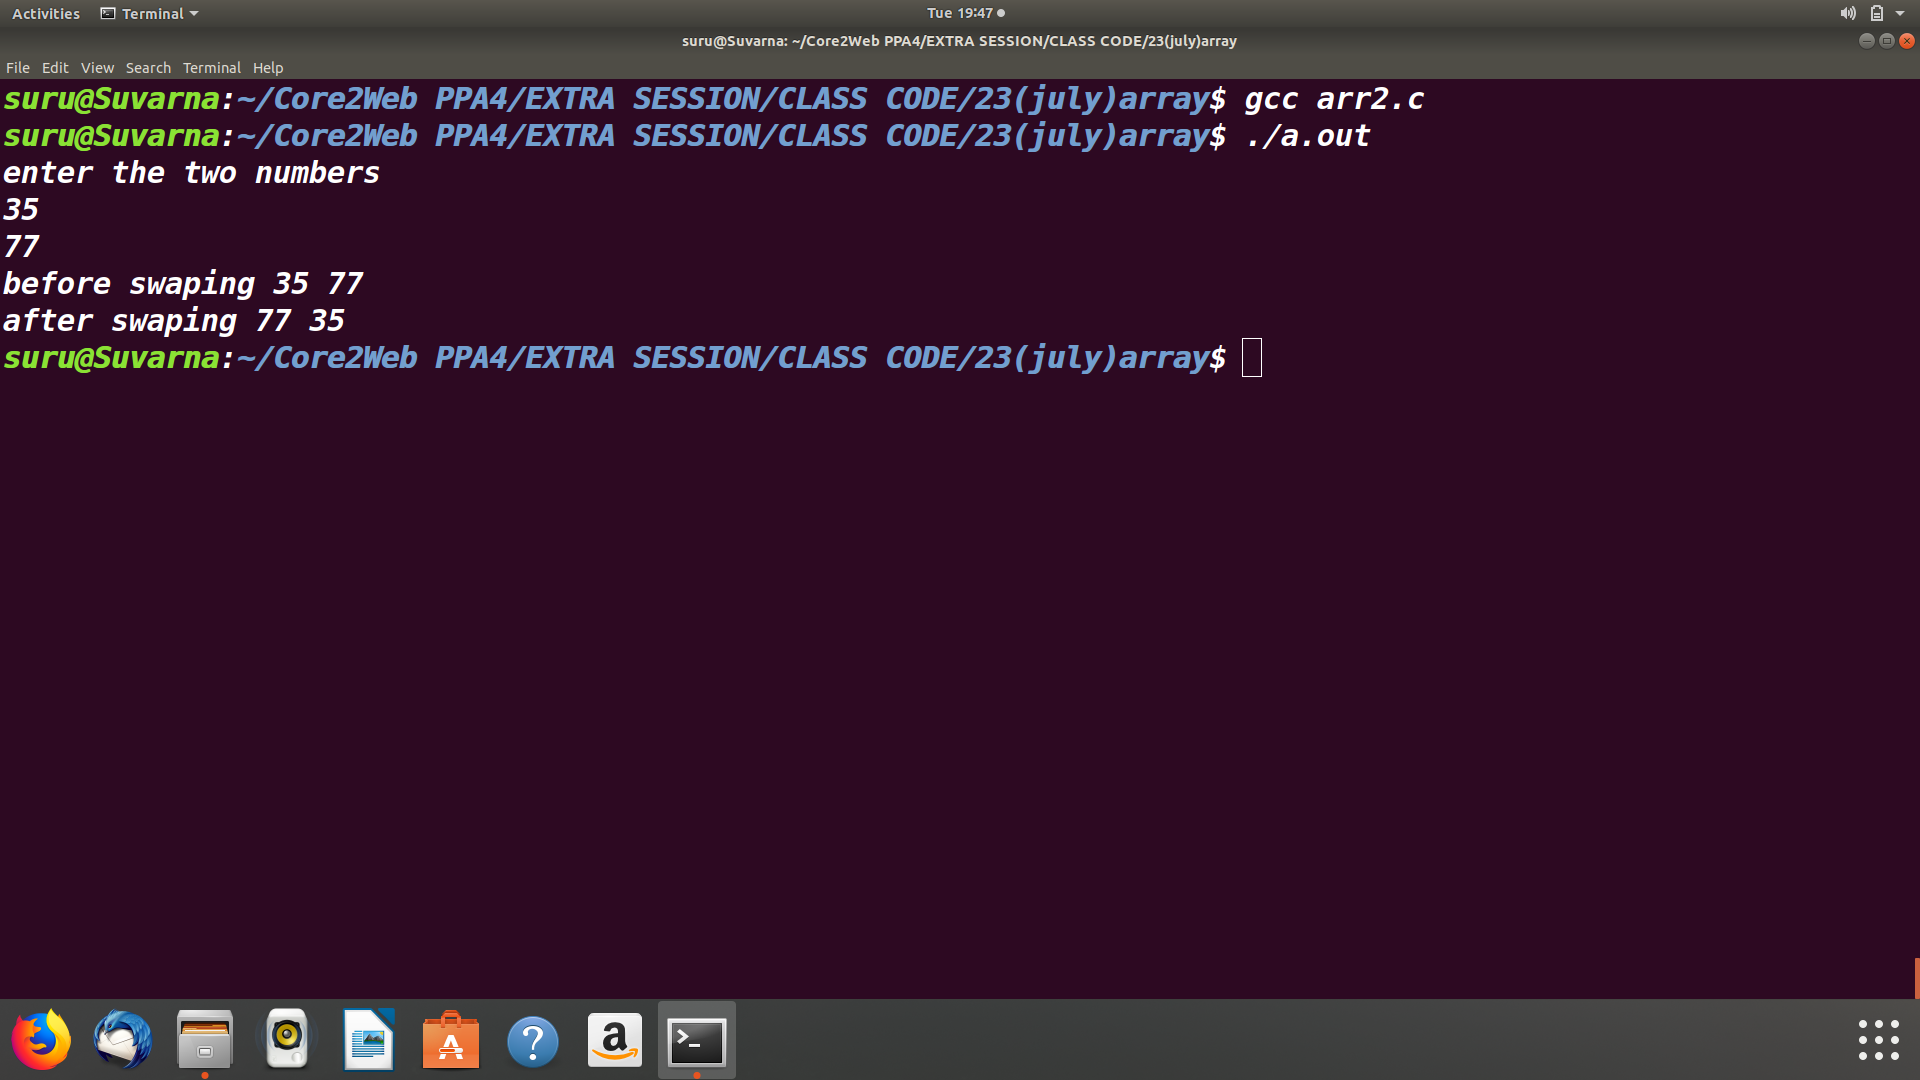 Activities Terminal Tue 19:47
suru@Suvarna: ~/Core2Web PPA4/EXTRA SESSION/CLASS CODE/23(july)array
File Edit View Search Terminal Help
suru@Suvarna:~/Core2Web PPA4/EXTRA SESSION/CLASS CODE/23(july)array$ gcc arr2.c
suru@Suvarna:~/Core2Web PPA4/EXTRA SESSION/CLASS CODE/23(july)array$ ./a.out
enter the two numbers
35
77
before swaping 35 77
after swaping 77 35
suru@Suvarna:~/Core2Web PPA4/EXTRA SESSION/CLASS CODE/23(july)array$